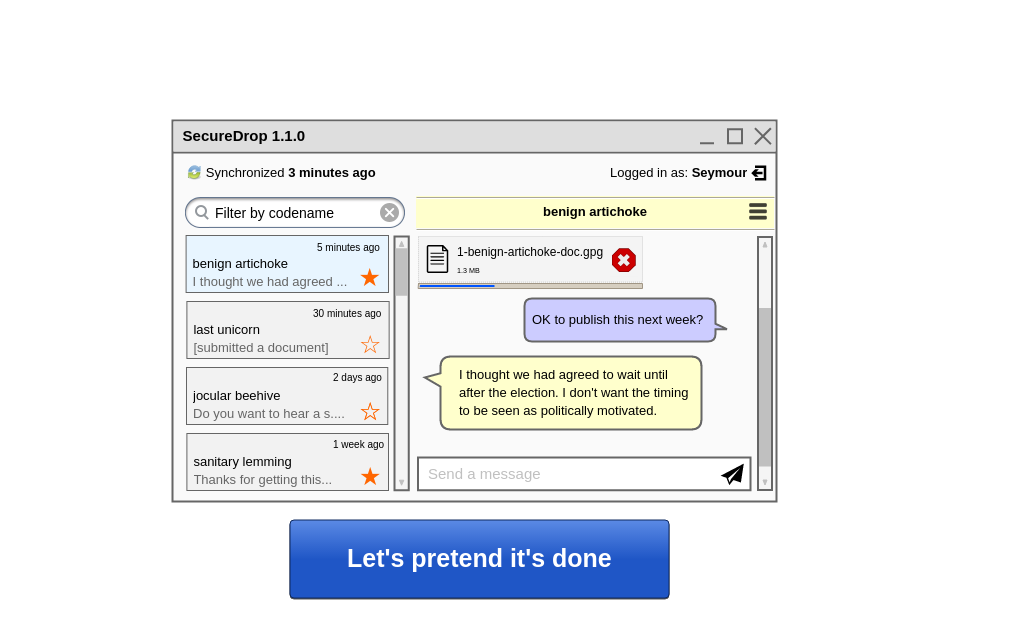 SecureDrop 1.1.0
Synchronized 3 minutes ago
Logged in as: Seymour
Filter by codename
benign artichoke
5 minutes ago
benign artichoke
I thought we had agreed ...
30 minutes ago
last unicorn
[submitted a document]
2 days ago
jocular beehive
Do you want to hear a s....
1 week ago
sanitary lemming
Thanks for getting this...
1-benign-artichoke-doc.gpg
1.3 MB
OK to publish this next week?
I thought we had agreed to wait until
after the election. I don't want the timing
to be seen as politically motivated.
Send a message
Let's pretend it's done